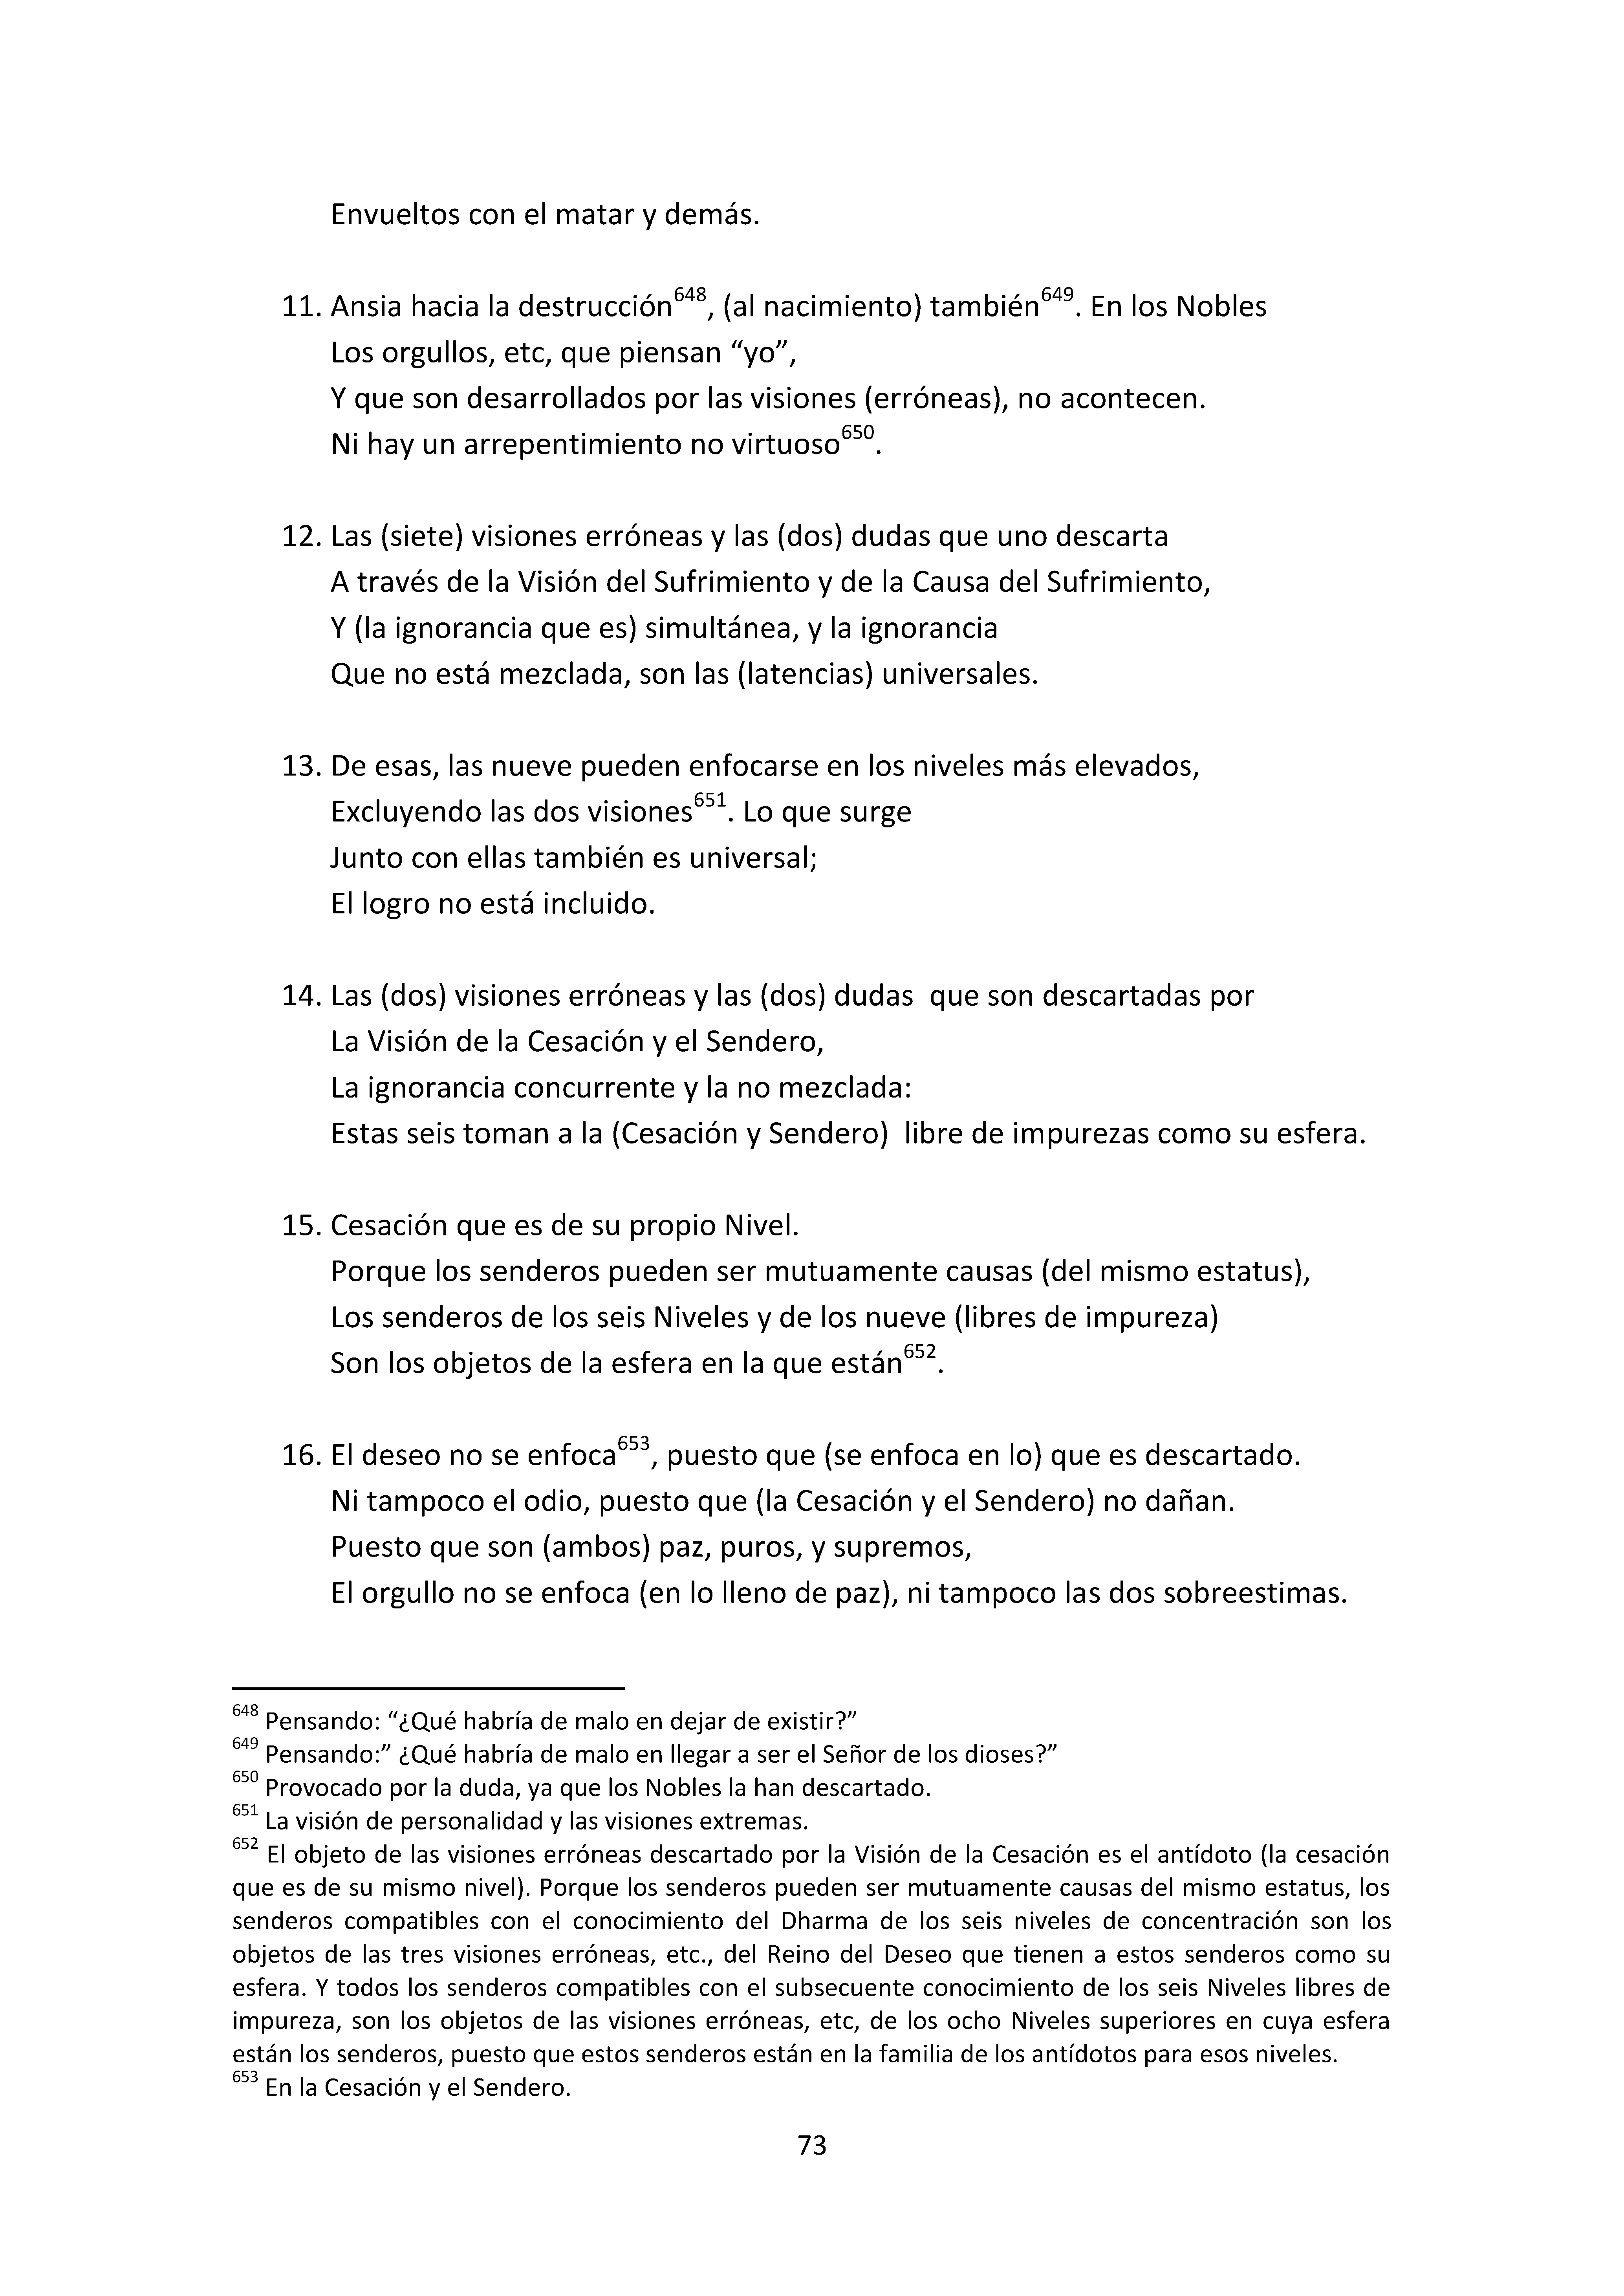 Envueltos con el matar y demás.
11. Ansia hacia la destrucción648, (al nacimiento) también649. En los Nobles
Los orgullos, etc, que piensan “yo”,
Y que son desarrollados por las visiones (erróneas), no acontecen.
Ni hay un arrepentimiento no virtuoso650.
12. Las (siete) visiones erróneas y las (dos) dudas que uno descarta
A través de la Visión del Sufrimiento y de la Causa del Sufrimiento,
Y (la ignorancia que es) simultánea, y la ignorancia
Que no está mezclada, son las (latencias) universales.
13. De esas, las nueve pueden enfocarse en los niveles más elevados,
Excluyendo las dos visiones651. Lo que surge
Junto con ellas también es universal;
El logro no está incluido.
14. Las (dos) visiones erróneas y las (dos) dudas  que son descartadas por
La Visión de la Cesación y el Sendero,
La ignorancia concurrente y la no mezclada:
Estas seis toman a la (Cesación y Sendero)  libre de impurezas como su esfera.
15. Cesación que es de su propio Nivel.
Porque los senderos pueden ser mutuamente causas (del mismo estatus),
Los senderos de los seis Niveles y de los nueve (libres de impureza)
Son los objetos de la esfera en la que están652.
16. El deseo no se enfoca653, puesto que (se enfoca en lo) que es descartado.
Ni tampoco el odio, puesto que (la Cesación y el Sendero) no dañan.
Puesto que son (ambos) paz, puros, y supremos,
El orgullo no se enfoca (en lo lleno de paz), ni tampoco las dos sobreestimas.
648 Pensando: “¿Qué habría de malo en dejar de existir?”
649 Pensando:” ¿Qué habría de malo en llegar a ser el Señor de los dioses?”
650 Provocado por la duda, ya que los Nobles la han descartado.
651 La visión de personalidad y las visiones extremas.
652 El objeto de las visiones erróneas descartado por la Visión de la Cesación es el antídoto (la cesación
que es de su mismo nivel). Porque los senderos pueden ser mutuamente causas del mismo estatus, los
senderos compatibles con el conocimiento del Dharma de los seis niveles de concentración son los
objetos de las tres visiones erróneas, etc., del Reino del Deseo que tienen a estos senderos como su
esfera. Y todos los senderos compatibles con el subsecuente conocimiento de los seis Niveles libres de
impureza, son los objetos de las visiones erróneas, etc, de los ocho Niveles superiores en cuya esfera
están los senderos, puesto que estos senderos están en la familia de los antídotos para esos niveles.
653 En la Cesación y el Sendero.
73